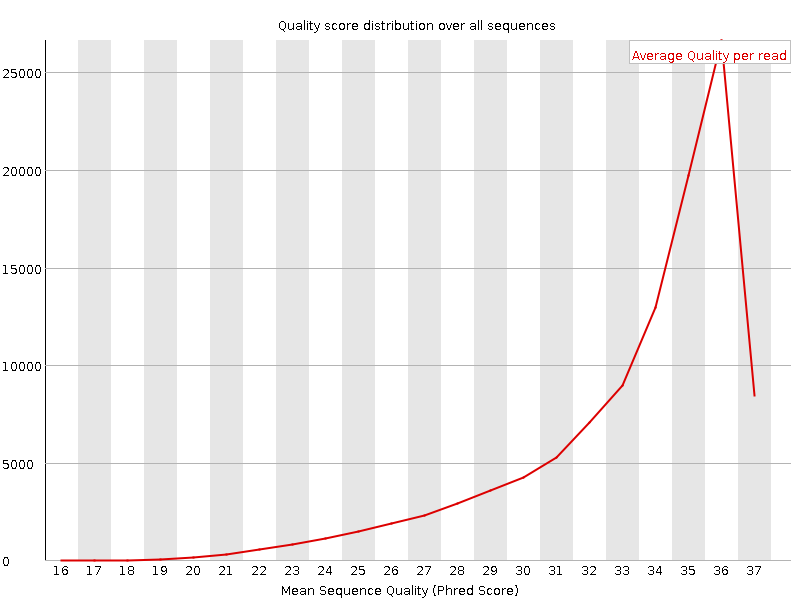 Quality score distribution over all sequences
Average Quality per read
25000
20000
15000
10000
5000
0
16 17 18 19 20 21 22 23 24 25 26 27 28 29 30 31 32 33 34 35 36 37
Mean Sequence Quality (Phred Score)